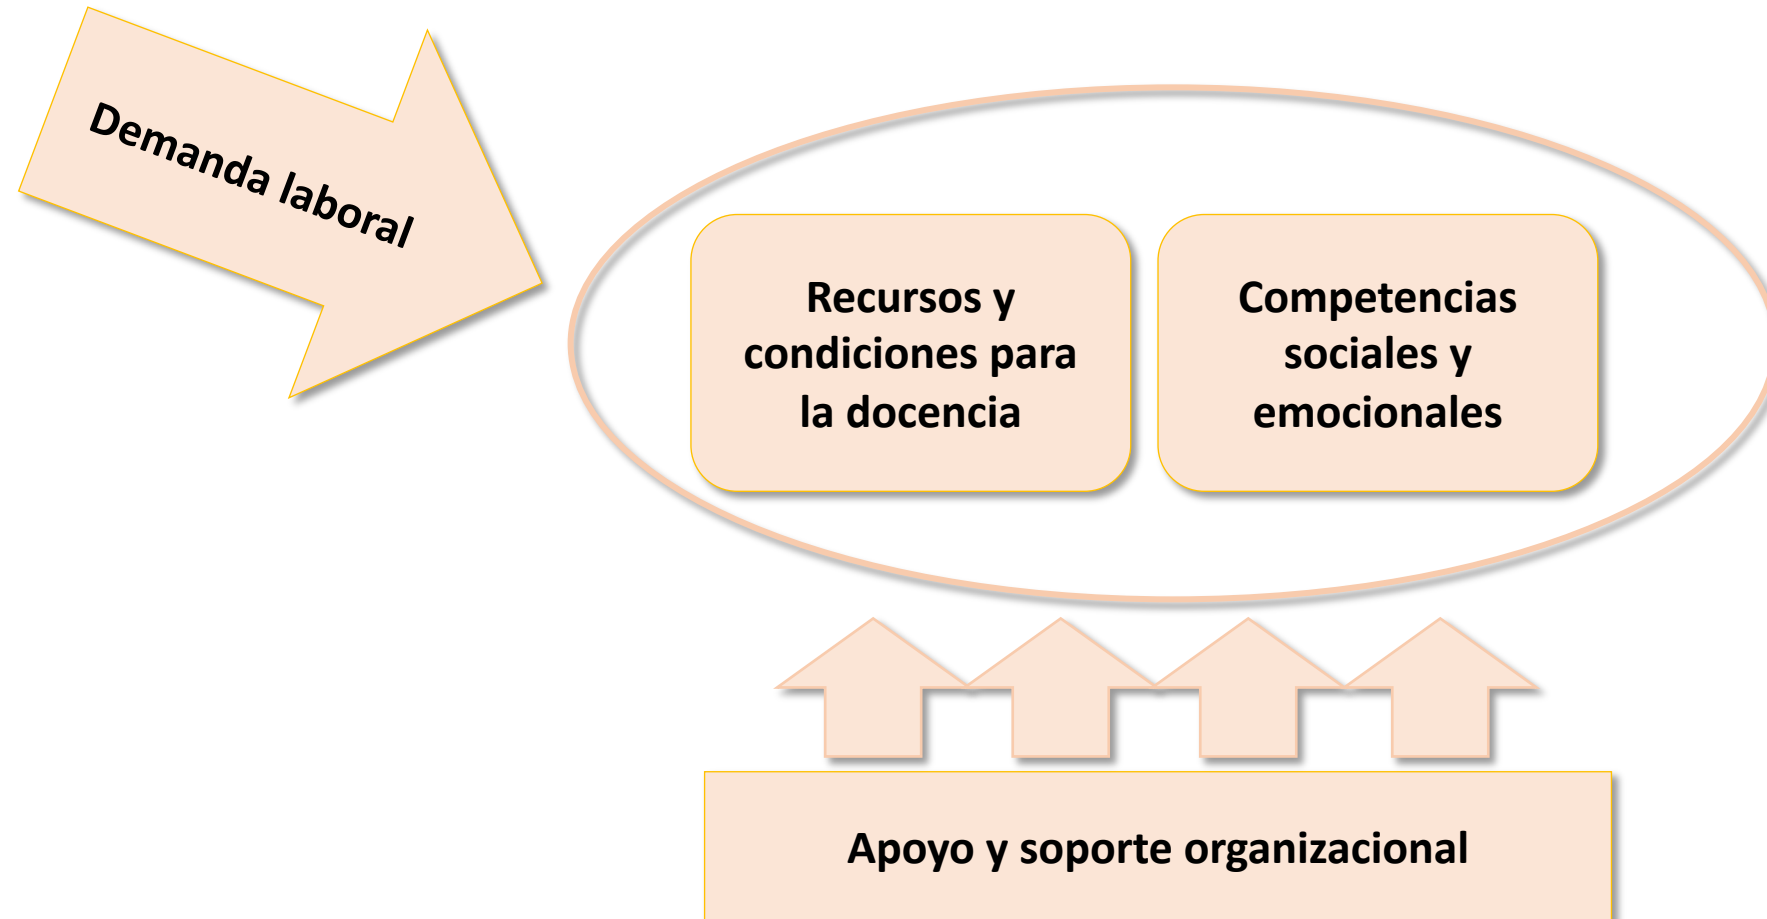 Demanda laboral
Recursos y
condiciones para
la docencia
Competencias
sociales y
emocionales
Apoyo y soporte organizacional